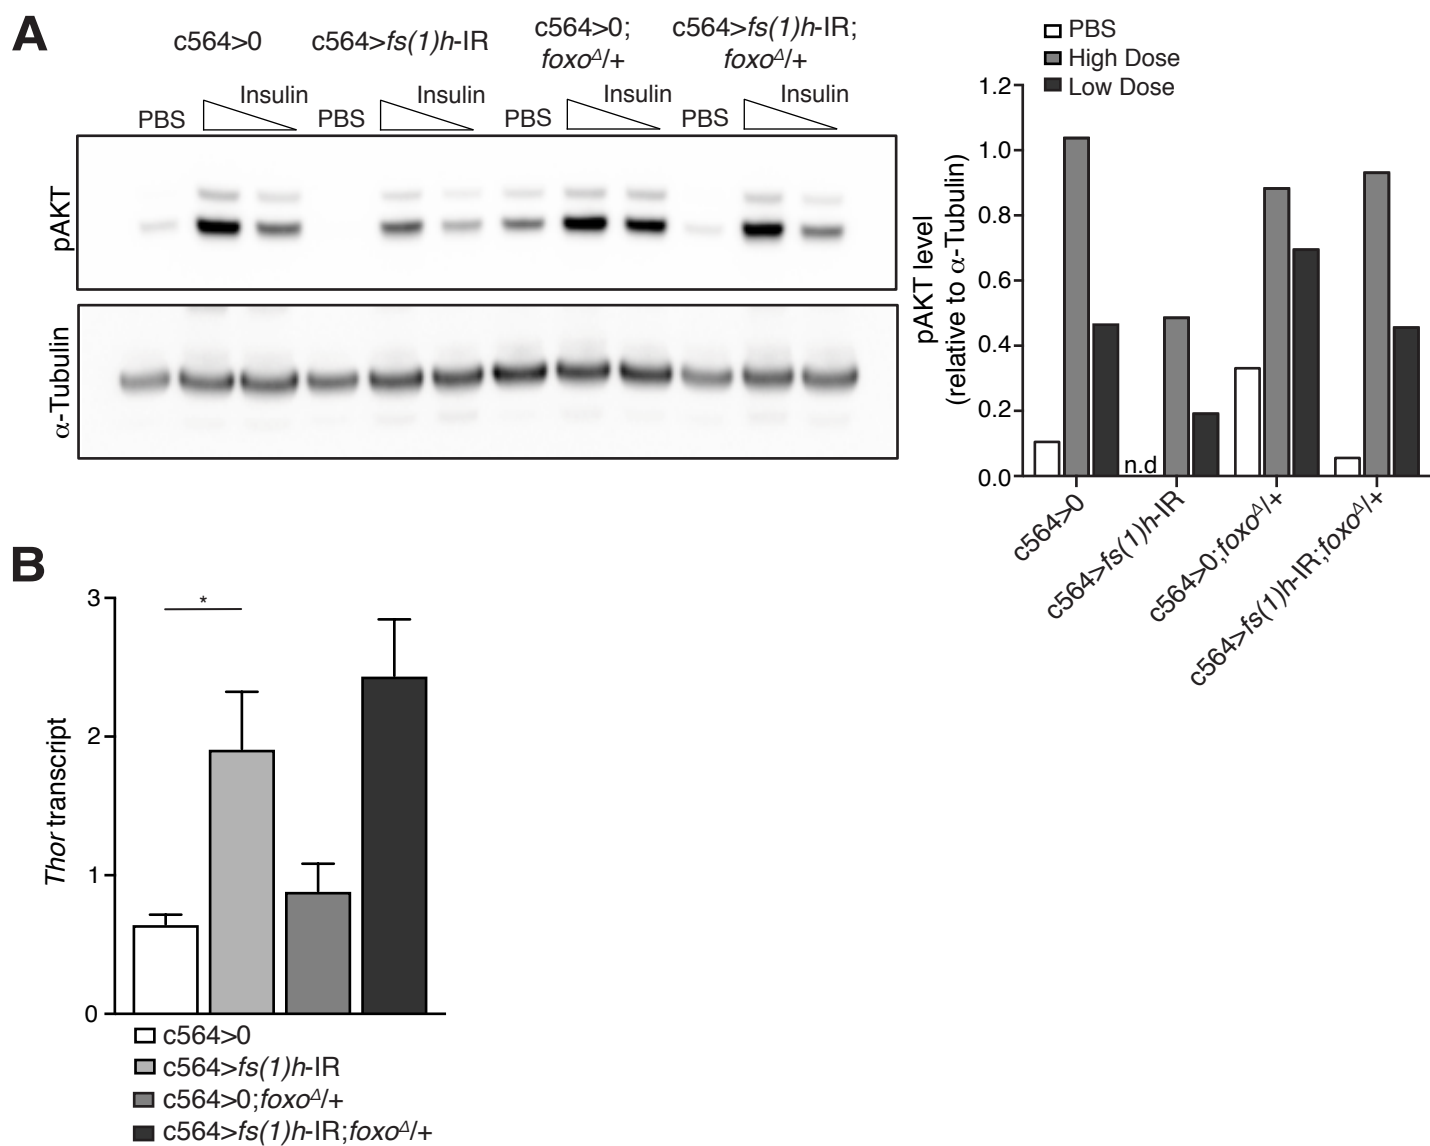 A
c564>0
c564>fs(1)h-IR
c564>0;
foxoΔ/+
c564>fs(1)h-IR;
foxoΔ/+
PBS
Insulin
PBS
Insulin
PBS
Insulin
PBS
Insulin
pAKT
α-Tubulin
PBS
High Dose
Low Dose
pAKT level
(relative to α-Tubulin)
1.2
1.0
0.8
0.6
0.4
0.2
0.0
n.d
c564>0
c564>fs(1)h-IR
c564>0;foxoΔ/+
c564>fs(1)h-IR;foxoΔ/+
B
Thor transcript
3
2
1
0
*
c564>0
c564>fs(1)h-IR
c564>0;foxoΔ/+
c564>fs(1)h-IR;foxoΔ/+